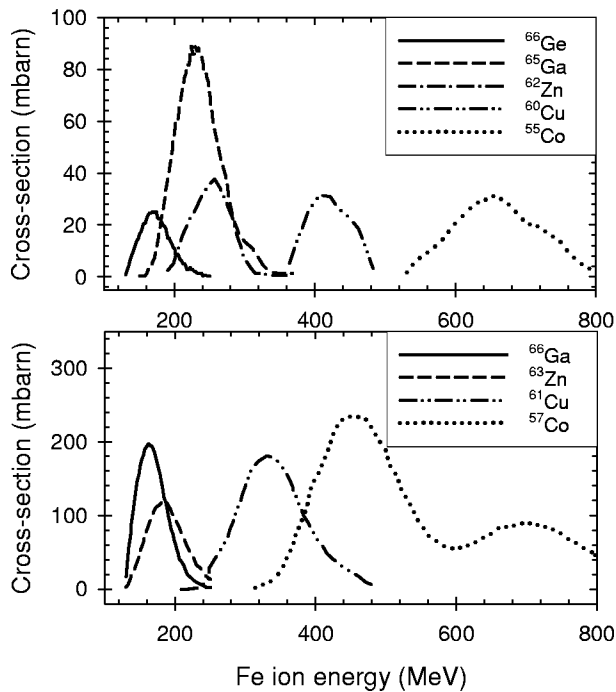 100
80
60
40
20
0
Cross-section (mbarn)
⁶⁶Ge
⁶⁵Ga
⁶²Zn
⁶⁰Cu
⁵⁵Co
200 400 600 800
300
200
100
0
Cross-section (mbarn)
⁶⁶Ga
⁶³Zn
⁶¹Cu
⁵⁷Co
200 400 600 800
Fe ion energy (MeV)